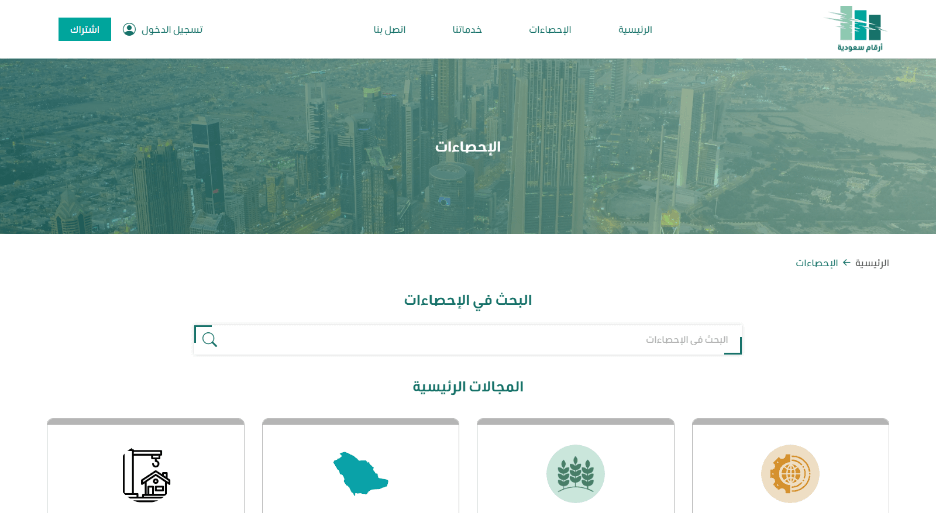 أرقام سعودية
الرئيسية
الإحصاءات
خدماتنا
اتصل بنا
تسجيل الدخول
اشتراك
الإحصاءات
الرئيسية ← الإحصاءات
البحث في الإحصاءات
البحث في الإحصاءات
المجالات الرئيسية